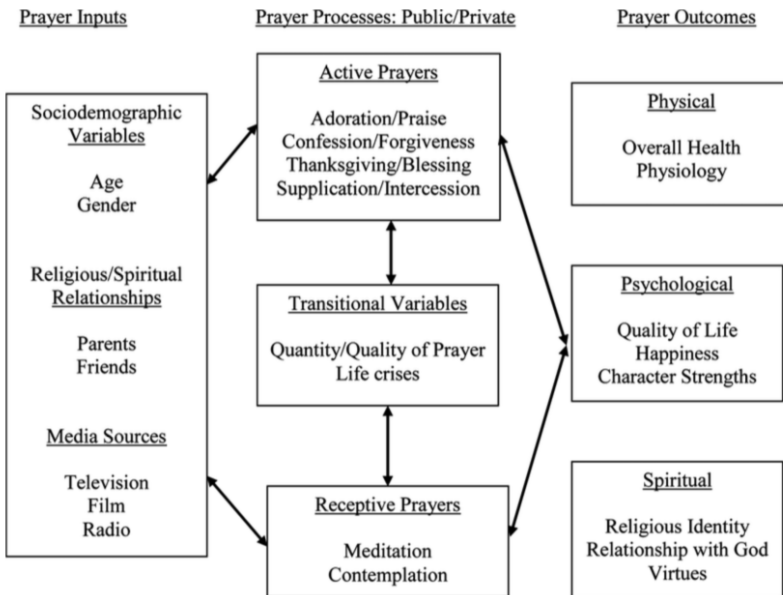 Prayer Inputs
Prayer Processes: Public/Private
Prayer Outcomes
Sociodemographic
Variables
Age
Gender
Religious/Spiritual
Relationships
Parents
Friends
Media Sources
Television
Film
Radio
Active Prayers
Adoration/Praise
Confession/Forgiveness
Thanksgiving/Blessing
Supplication/Intercession
Transitional Variables
Quantity/Quality of Prayer
Life crises
Receptive Prayers
Meditation
Contemplation
Physical
Overall Health
Physiology
Psychological
Quality of Life
Happiness
Character Strengths
Spiritual
Religious Identity
Relationship with God
Virtues